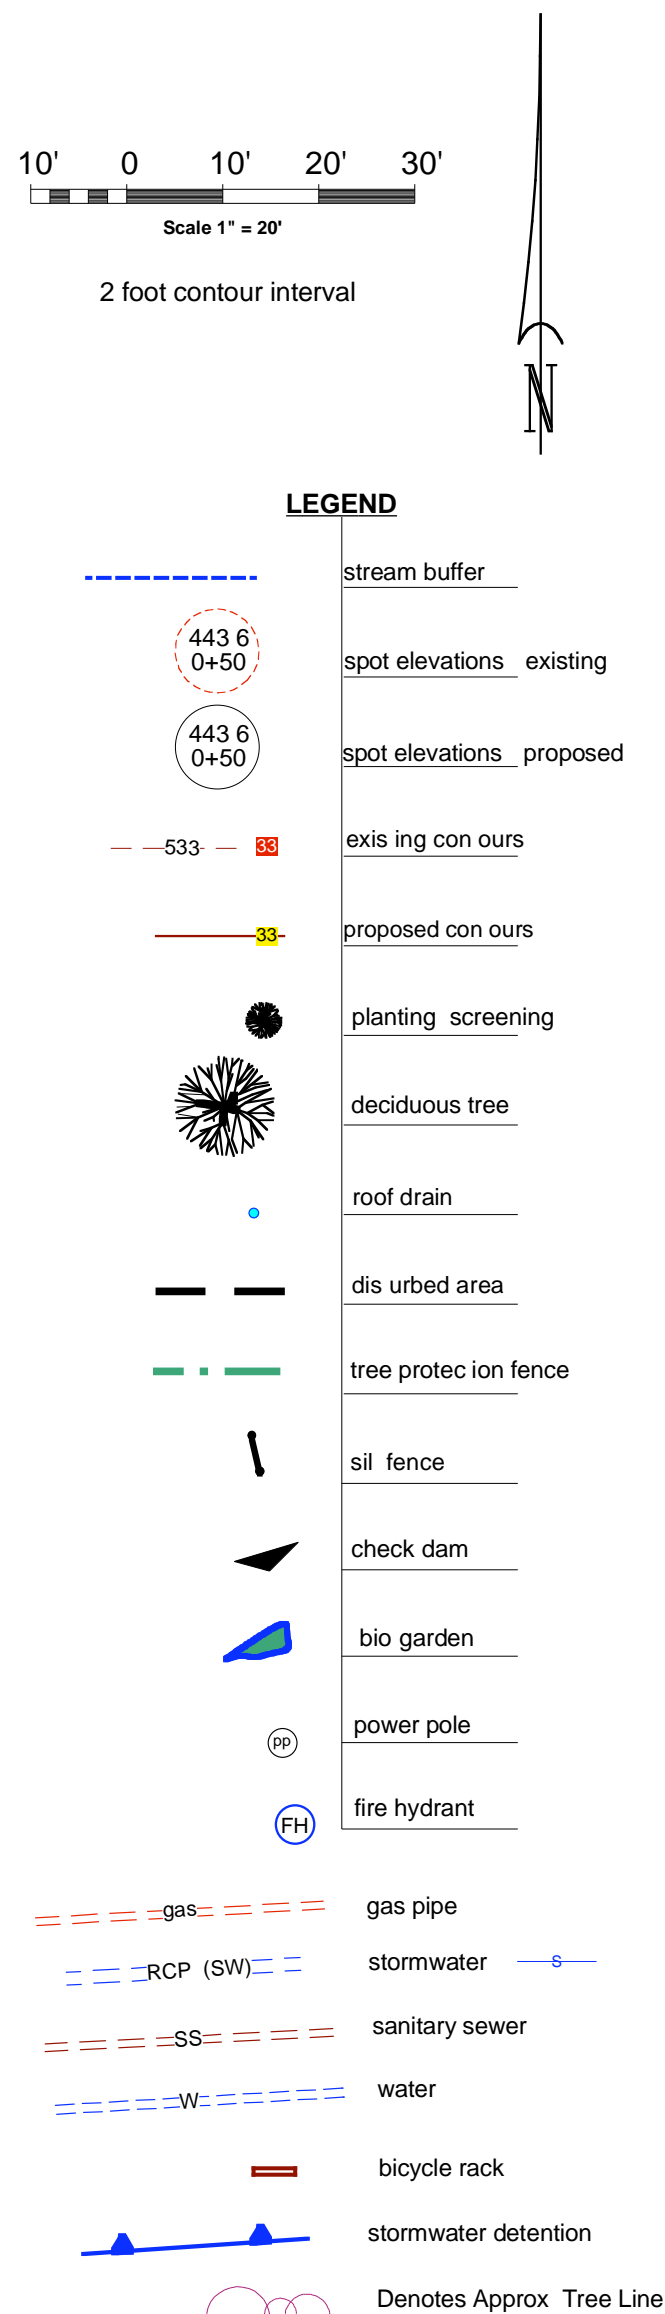 10' 0 10' 20' 30'
Scale 1" = 20'
2 foot contour interval
N
LEGEND
stream buffer
443 6
0+50
spot elevations existing
443 6
0+50
spot elevations proposed
533 33 exis ing con ours
33 proposed con ours
planting screening
deciduous tree
roof drain
dis urbed area
tree protec ion fence
sil fence
check dam
bio garden
pp power pole
FH fire hydrant
gas gas pipe
RCP (SW) stormwater S
SS sanitary sewer
W water
bicycle rack
stormwater detention
Denotes Approx Tree Line